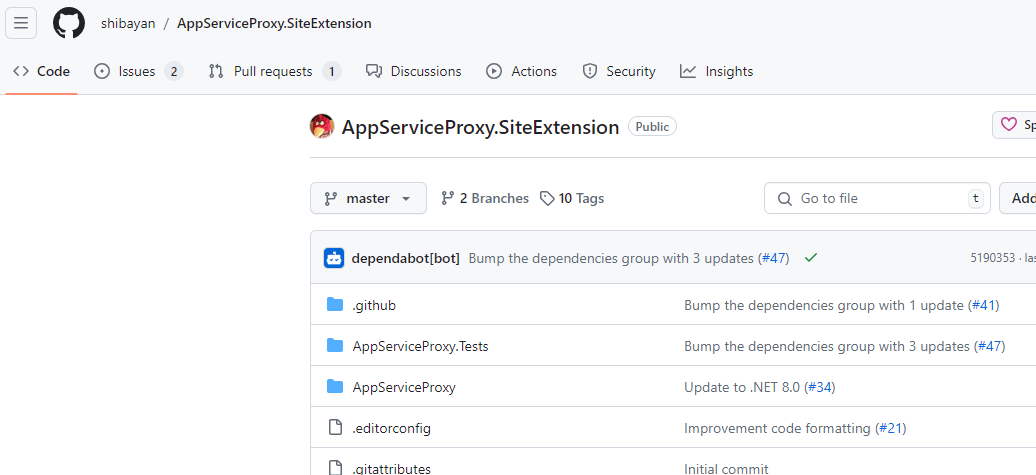 shibayan / AppServiceProxy.SiteExtension
Code Issues 2 Pull requests 1 Discussions Actions Security Insights
AppServiceProxy.SiteExtension Public Sp
master 2 Branches 10 Tags Go to file t Add
dependabot[bot] Bump the dependencies group with 3 updates (#47) 5190353 · las
.github Bump the dependencies group with 1 update (#41)
AppServiceProxy.Tests Bump the dependencies group with 3 updates (#47)
AppServiceProxy Update to .NET 8.0 (#34)
.editorconfig Improvement code formatting (#21)
.gitattributes Initial commit